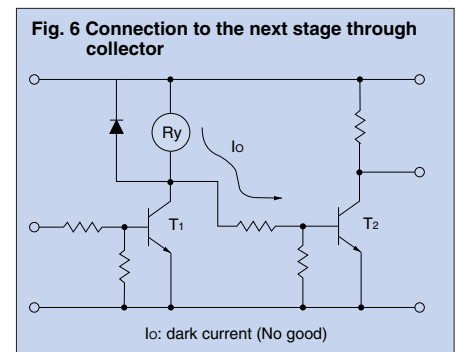 Fig. 6 Connection to the next stage through
collector
Ry
Io
T1
T2
Io: dark current (No good)